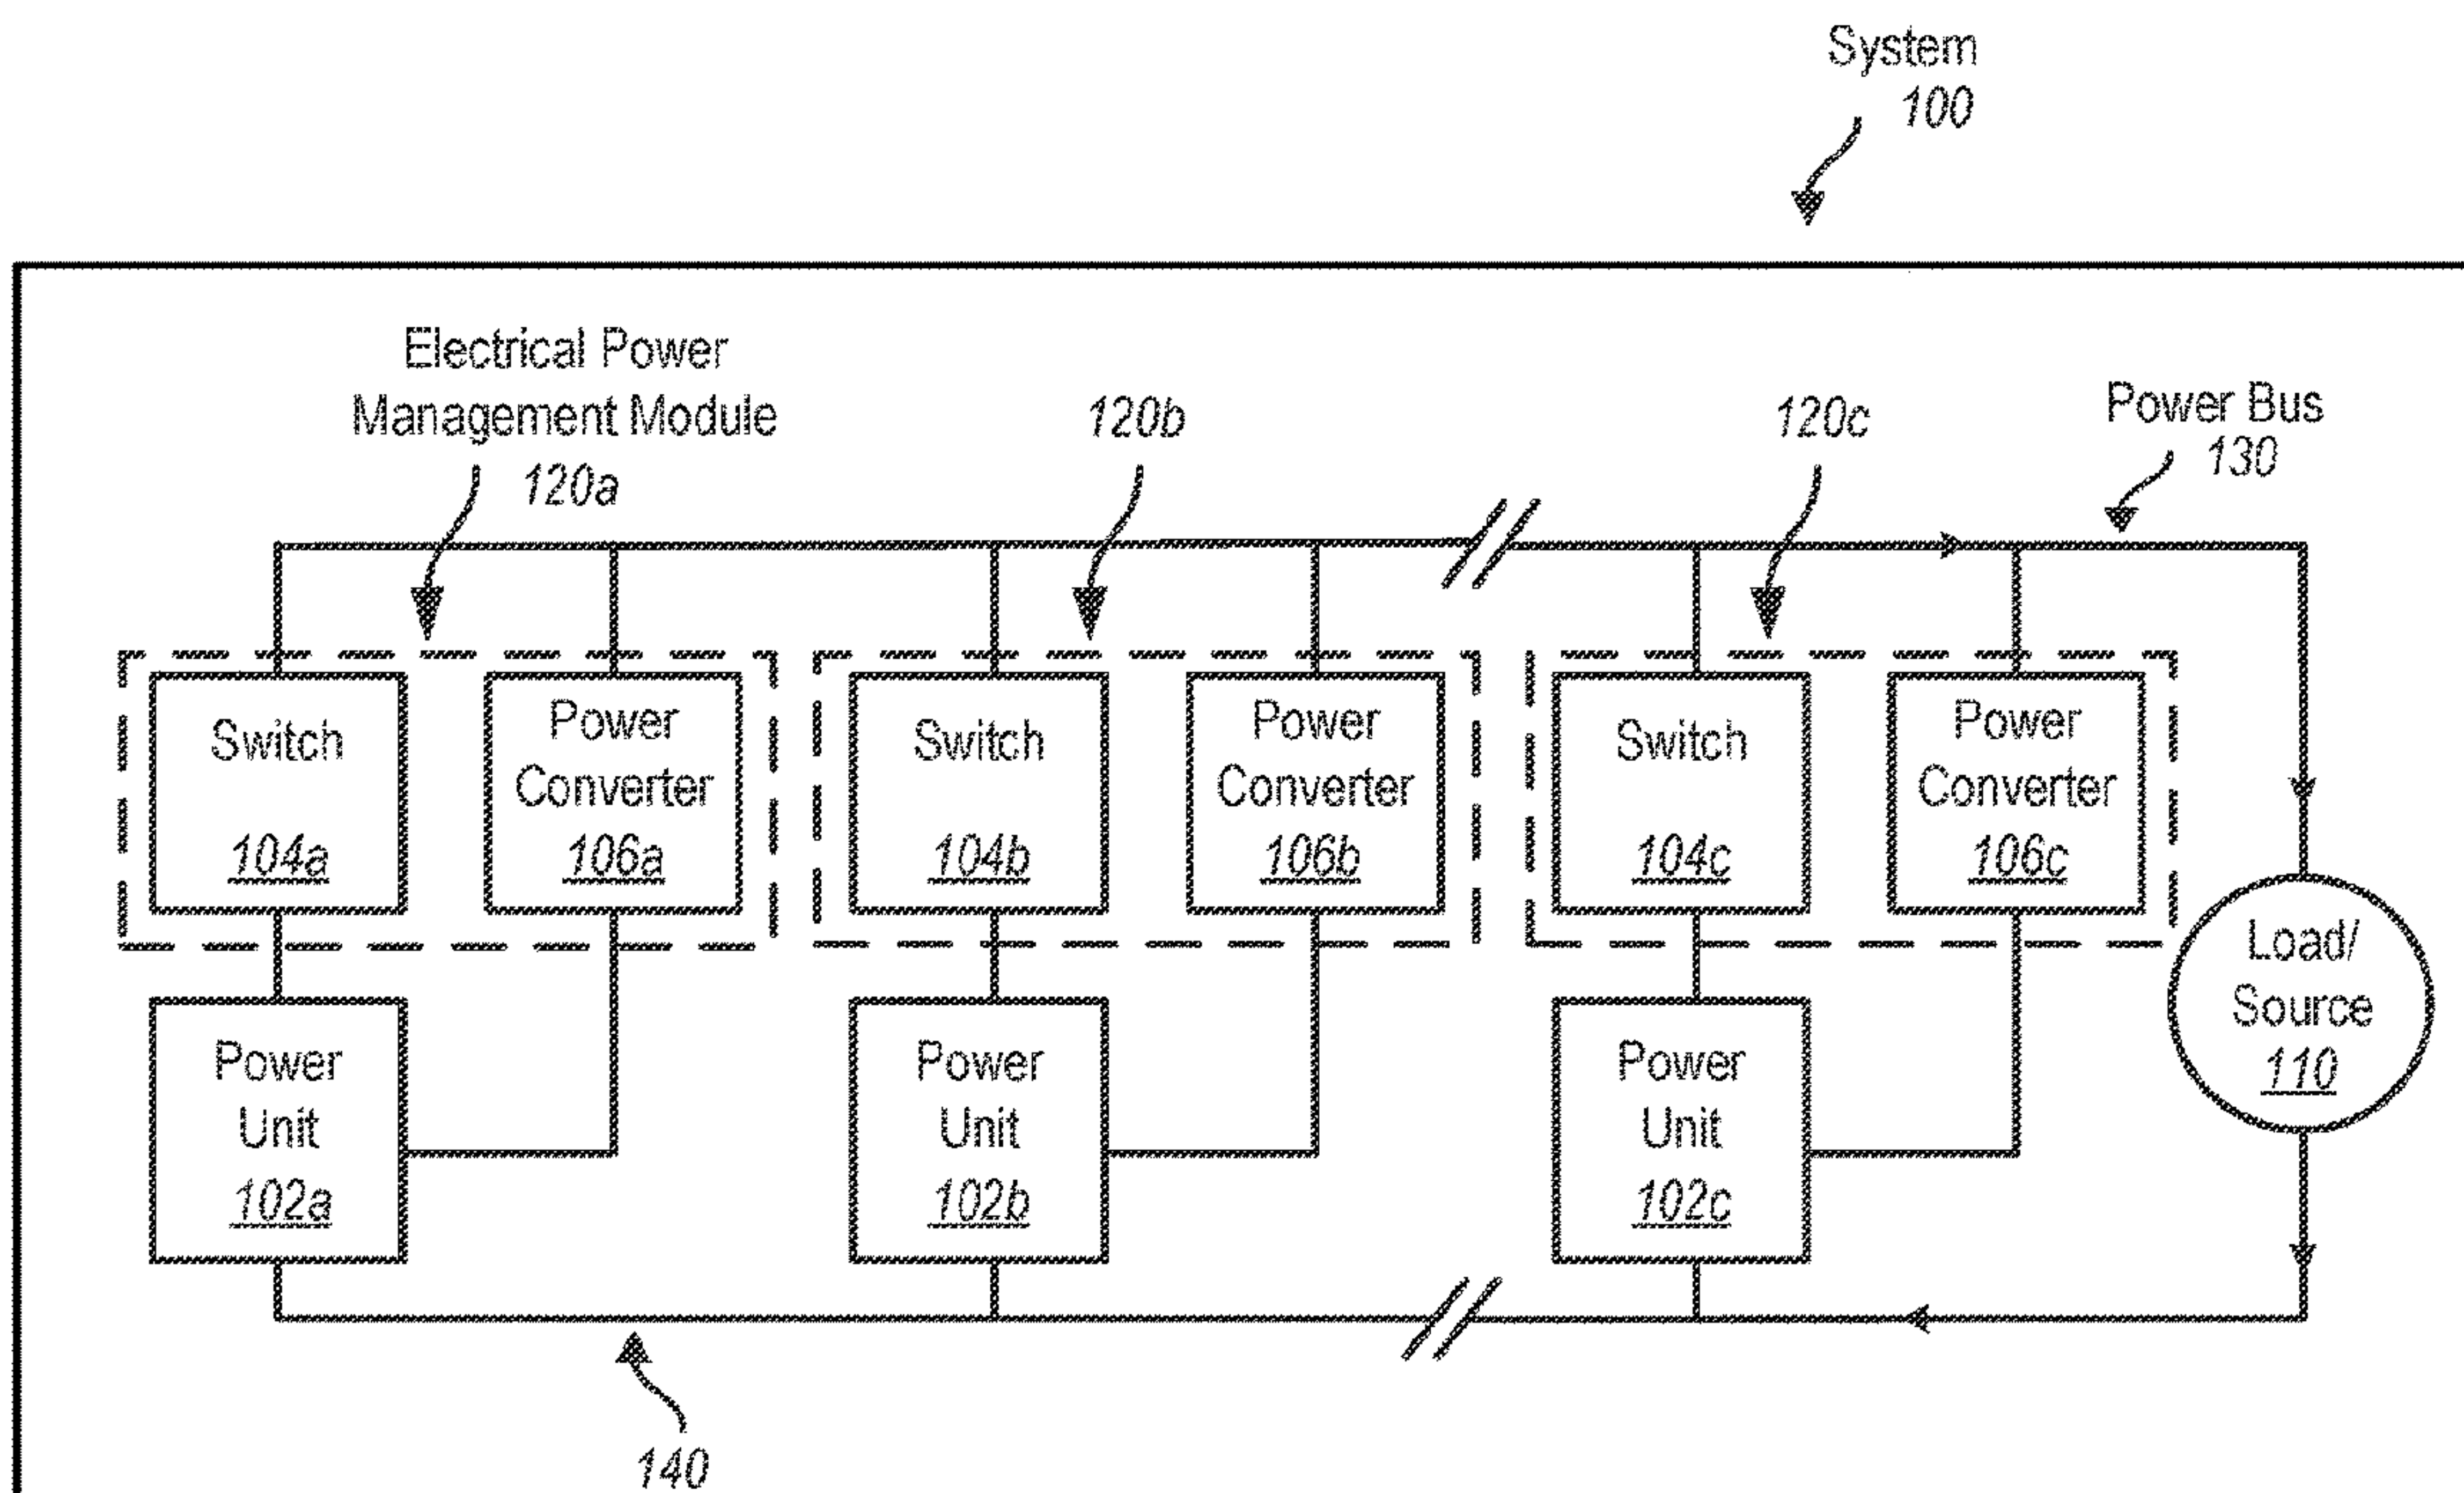 System
100
Electrical Power
Management Module
120a
120b
120c
Power Bus
130
Switch
104a
Power
Converter
106a
Switch
104b
Power
Converter
106b
Switch
104c
Power
Converter
106c
Load/
Source
110
Power
Unit
102a
Power
Unit
102b
Power
Unit
102c
140